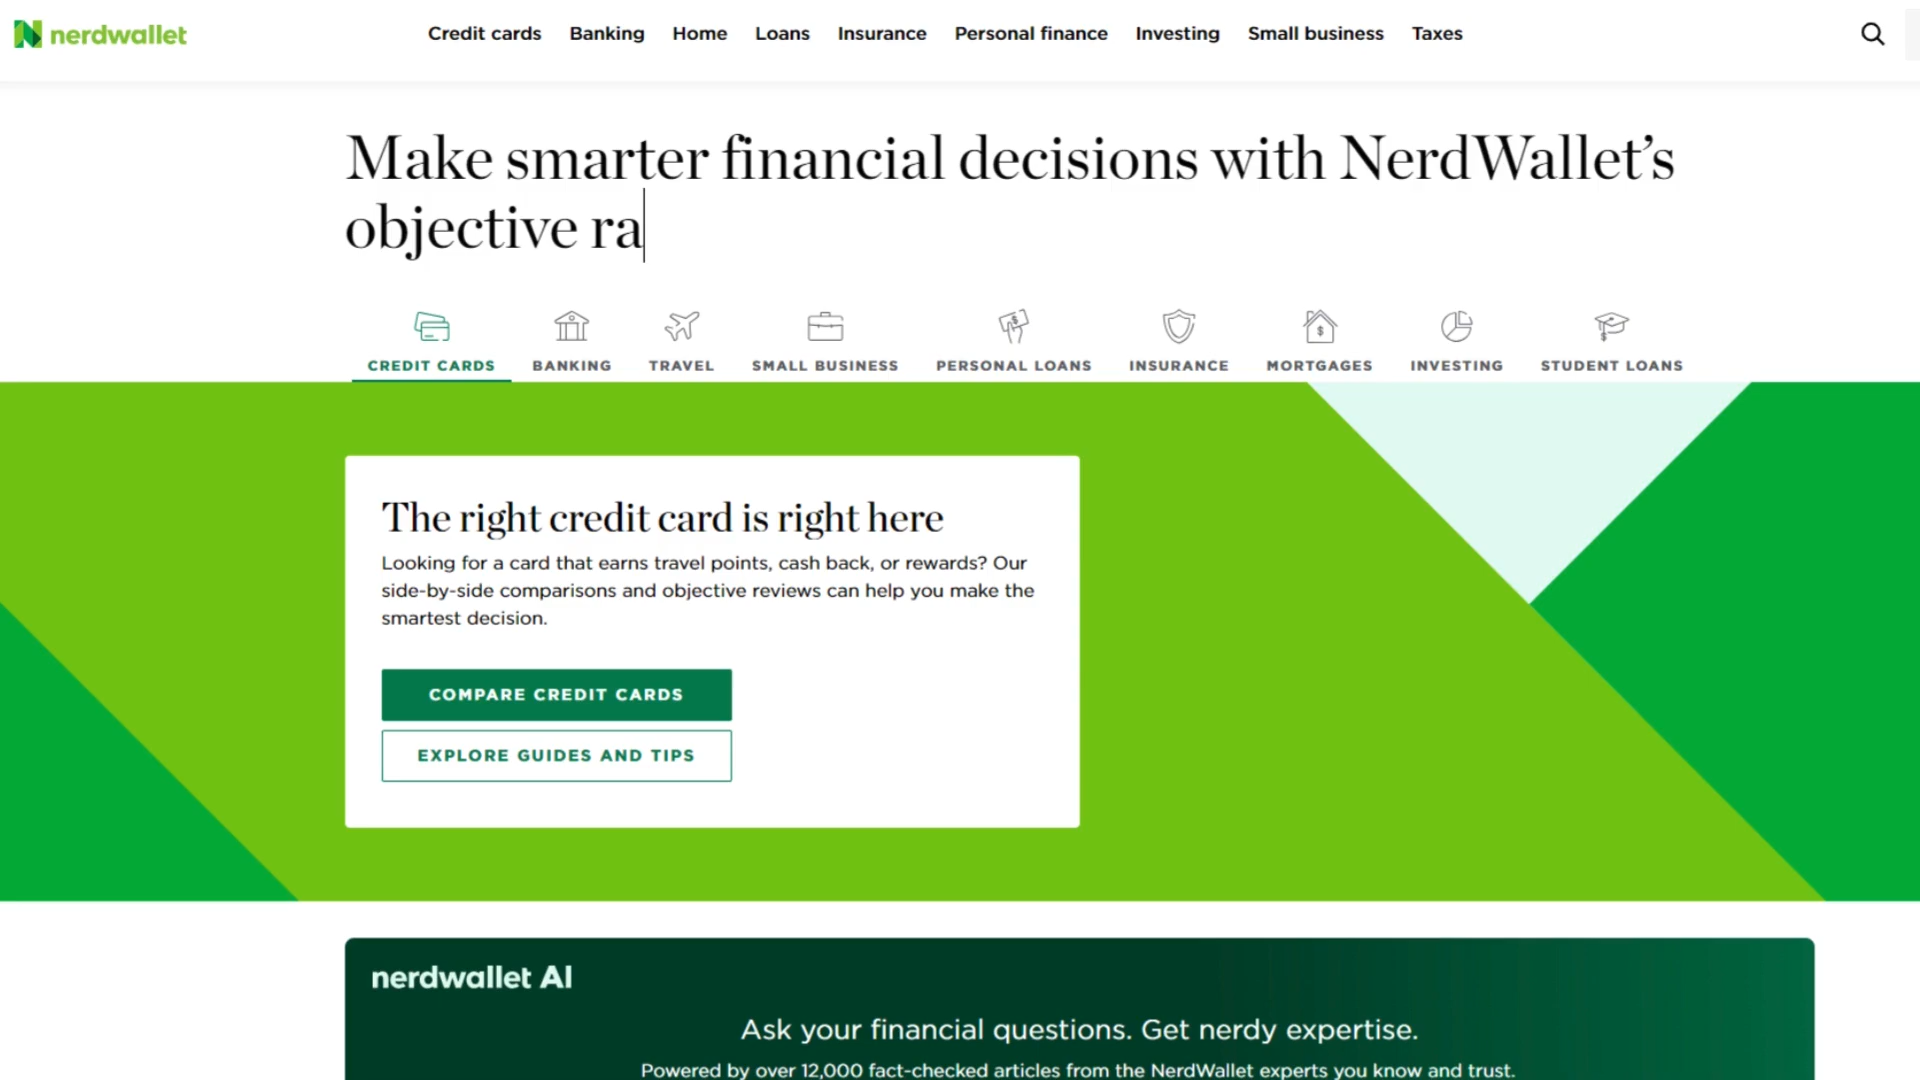 nerdwallet
Credit cards Banking Home Loans Insurance Personal finance Investing Small business Taxes
Make smarter financial decisions with NerdWallet’s
objective ra
CREDIT CARDS BANKING TRAVEL SMALL BUSINESS PERSONAL LOANS INSURANCE MORTGAGES INVESTING STUDENT LOANS
The right credit card is right here
Looking for a card that earns travel points, cash back, or rewards? Our
side-by-side comparisons and objective reviews can help you make the
smartest decision.
COMPARE CREDIT CARDS
EXPLORE GUIDES AND TIPS
nerdwallet AI
Ask your financial questions. Get nerdy expertise.
Powered by over 12,000 fact-checked articles from the NerdWallet experts you know and trust.